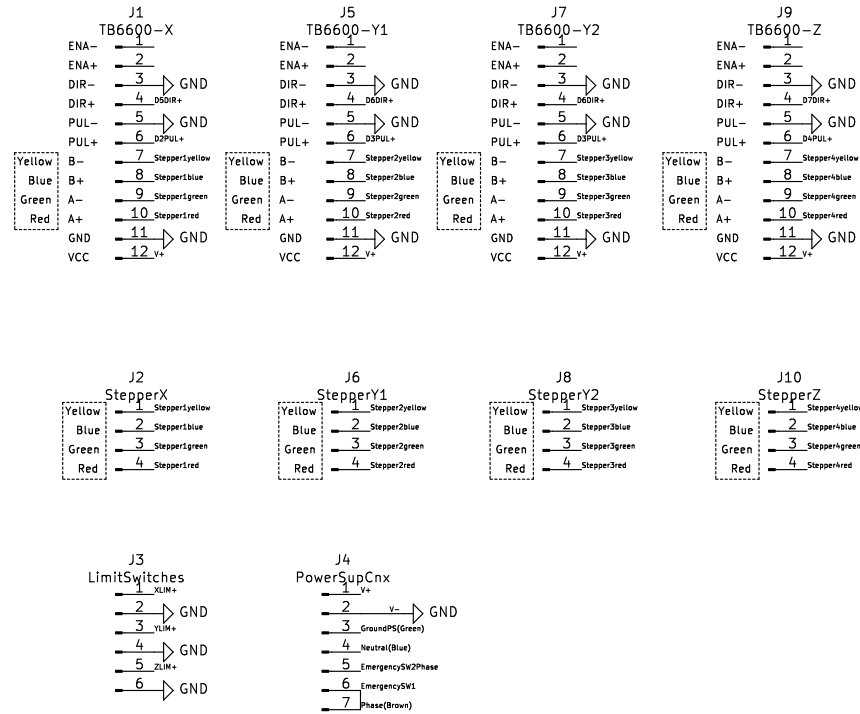 J1
TB6600-X
ENA- 1
ENA+ 2
DIR- 3 GND
DIR+ 4 D5DIR+
PUL- 5 GND
PUL+ 6 D2PUL+
Yellow B- 7 Stepper1yellow
Blue B+ 8 Stepper1blue
Green A- 9 Stepper1green
Red A+ 10 Stepper1red
GND 11 GND
VCC 12 V+
J5
TB6600-Y1
ENA- 1
ENA+ 2
DIR- 3 GND
DIR+ 4 D6DIR+
PUL- 5 GND
PUL+ 6 D3PUL+
Yellow B- 7 Stepper2yellow
Blue B+ 8 Stepper2blue
Green A- 9 Stepper2green
Red A+ 10 Stepper2red
GND 11 GND
VCC 12 V+
J7
TB6600-Y2
ENA- 1
ENA+ 2
DIR- 3 GND
DIR+ 4 D6DIR+
PUL- 5 GND
PUL+ 6 D3PUL+
Yellow B- 7 Stepper3yellow
Blue B+ 8 Stepper3blue
Green A- 9 Stepper3green
Red A+ 10 Stepper3red
GND 11 GND
VCC 12 V+
J9
TB6600-Z
ENA- 1
ENA+ 2
DIR- 3 GND
DIR+ 4 D7DIR+
PUL- 5 GND
PUL+ 6 D4PUL+
Yellow B- 7 Stepper4yellow
Blue B+ 8 Stepper4blue
Green A- 9 Stepper4green
Red A+ 10 Stepper4red
GND 11 GND
VCC 12 V+
J2
StepperX
Yellow 1 Stepper1yellow
Blue 2 Stepper1blue
Green 3 Stepper1green
Red 4 Stepper1red
J6
StepperY1
Yellow 1 Stepper2yellow
Blue 2 Stepper2blue
Green 3 Stepper2green
Red 4 Stepper2red
J8
StepperY2
Yellow 1 Stepper3yellow
Blue 2 Stepper3blue
Green 3 Stepper3green
Red 4 Stepper3red
J10
StepperZ
Yellow 1 Stepper4yellow
Blue 2 Stepper4blue
Green 3 Stepper4green
Red 4 Stepper4red
J3
LimitSwitches
1 XLIM+
2 GND
3 YLIM+
4 GND
5 ZLIM+
6 GND
J4
PowerSupCnx
1 V+
2 V- GND
3 GroundPS(Green)
4 Neutral(Blue)
5 EmergencySW2Phase
6 EmergencySW1
7 Phase(Brown)